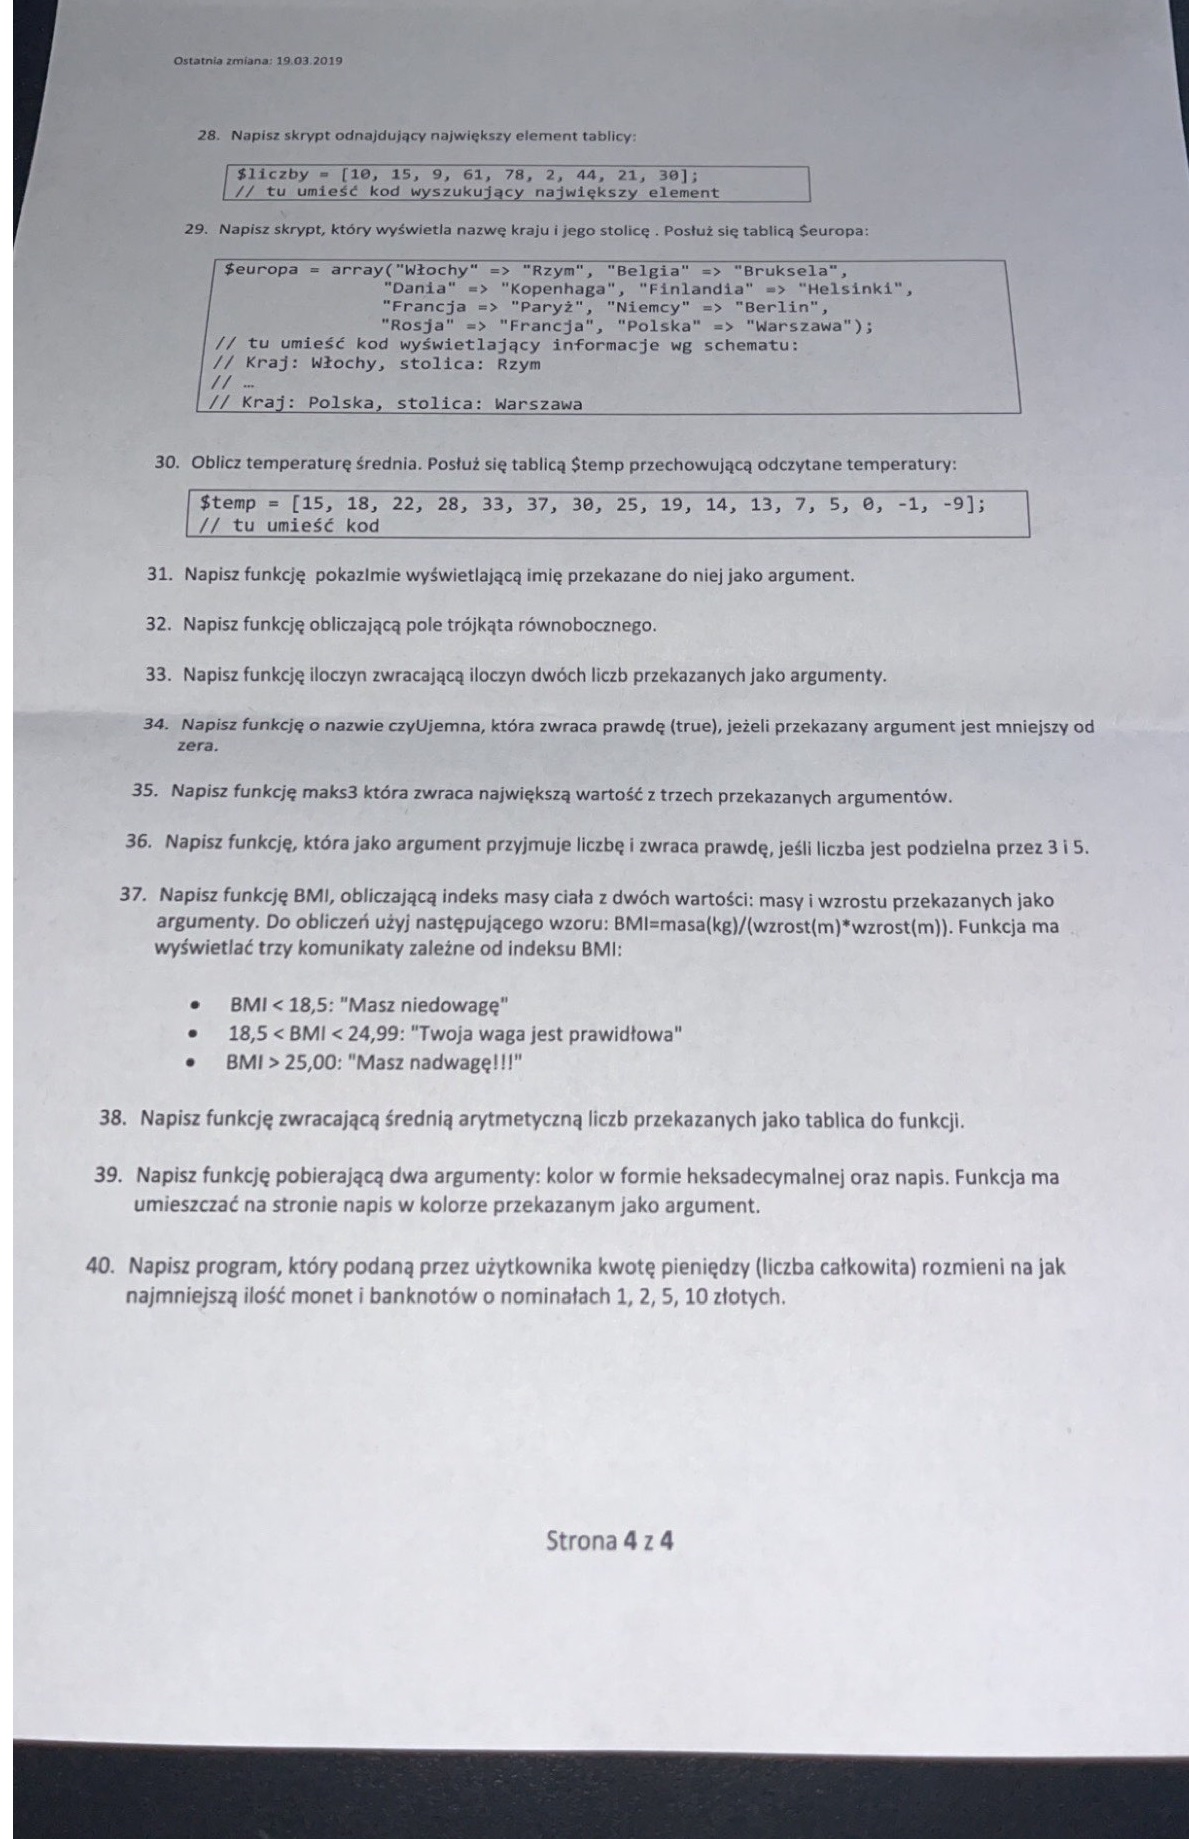 Ostatnia zmiana: 19.03.2019
28. Napisz skrypt odnajdujący największy element tablicy:
$liczby = [10, 15, 9, 61, 78, 2, 44, 21, 30];
// tu umieść kod wyszukujący największy element
29. Napisz skrypt, który wyświetla nazwę kraju i jego stolicę . Posłuż się tablicą $europa:
$europa = array("Włochy" => "Rzym", "Belgia" => "Bruksela",
"Dania" => "Kopenhaga", "Finlandia" => "Helsinki",
"Francja => "Paryż", "Niemcy" => "Berlin",
"Rosja" => "Francja", "Polska" => "Warszawa");
// tu umieść kod wyświetlający informacje wg schematu:
// Kraj: Włochy, stolica: Rzym
// …
// Kraj: Polska, stolica: Warszawa
30. Oblicz temperaturę średnia. Posłuż się tablicą $temp przechowującą odczytane temperatury:
$temp = [15, 18, 22, 28, 33, 37, 30, 25, 19, 14, 13, 7, 5, 0, -1, -9];
// tu umieść kod
31. Napisz funkcję pokazImie wyświetlającą imię przekazane do niej jako argument.
32. Napisz funkcję obliczającą pole trójkąta równobocznego.
33. Napisz funkcję iloczyn zwracającą iloczyn dwóch liczb przekazanych jako argumenty.
34. Napisz funkcję o nazwie czyUjemna, która zwraca prawdę (true), jeżeli przekazany argument jest mniejszy od
zera.
35. Napisz funkcję maks3 która zwraca największą wartość z trzech przekazanych argumentów.
36. Napisz funkcję, która jako argument przyjmuje liczbę i zwraca prawdę, jeśli liczba jest podzielna przez 3 i 5.
37. Napisz funkcję BMI, obliczającą indeks masy ciała z dwóch wartości: masy i wzrostu przekazanych jako
argumenty. Do obliczeń użyj następującego wzoru: BMI=masa(kg)/(wzrost(m)*wzrost(m)). Funkcja ma
wyświetlać trzy komunikaty zależne od indeksu BMI:
• BMI < 18,5: "Masz niedowagę"
• 18,5 < BMI < 24,99: "Twoja waga jest prawidłowa"
• BMI > 25,00: "Masz nadwagę!!!"
38. Napisz funkcję zwracającą średnią arytmetyczną liczb przekazanych jako tablica do funkcji.
39. Napisz funkcję pobierającą dwa argumenty: kolor w formie heksadecymalnej oraz napis. Funkcja ma
umieszczać na stronie napis w kolorze przekazanym jako argument.
40. Napisz program, który podaną przez użytkownika kwotę pieniędzy (liczba całkowita) rozmieni na jak
najmniejszą ilość monet i banknotów o nominałach 1, 2, 5, 10 złotych.
Strona 4 z 4